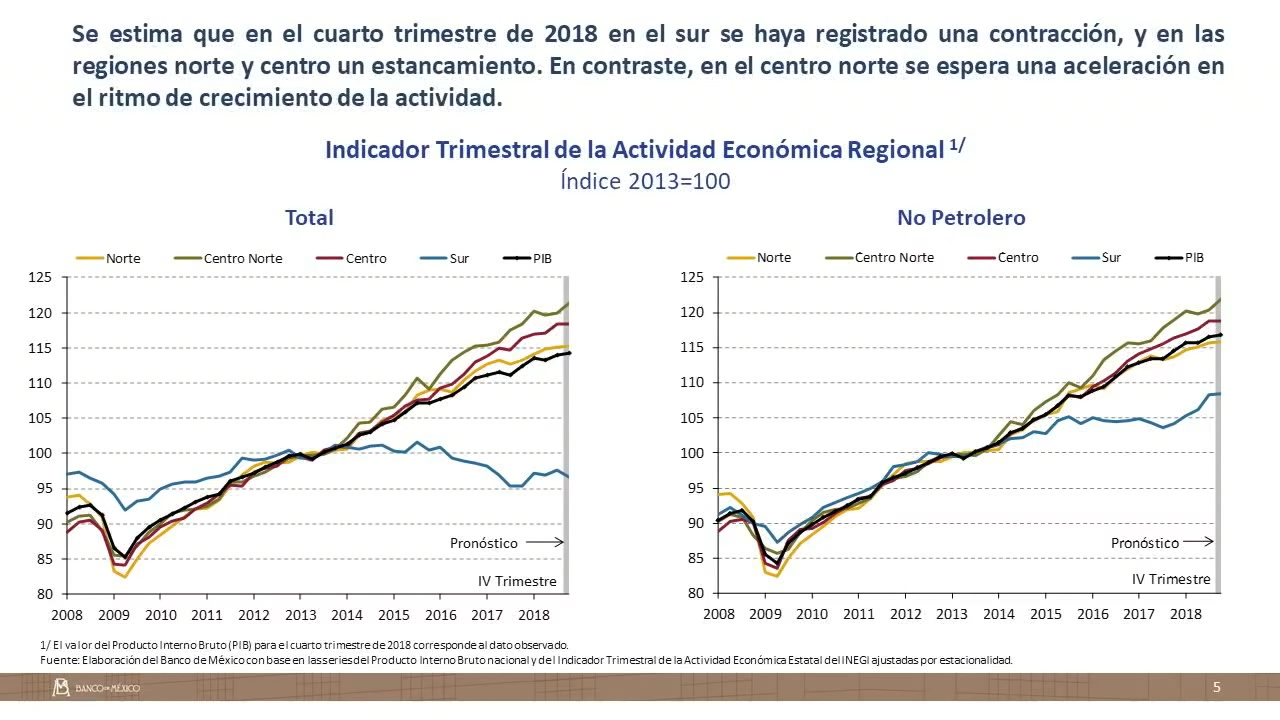 Se estima que en el cuarto trimestre de 2018 en el sur se haya registrado una contracción, y en las
regiones norte y centro un estancamiento. En contraste, en el centro norte se espera una aceleración en
el ritmo de crecimiento de la actividad.
Indicador Trimestral de la Actividad Económica Regional 1/
Índice 2013=100
Total
Norte Centro Norte Centro Sur PIB
125
120
115
110
105
100
95
90
85
80
Pronóstico
IV Trimestre
2008 2009 2010 2011 2012 2013 2014 2015 2016 2017 2018
No Petrolero
Norte Centro Norte Centro Sur PIB
125
120
115
110
105
100
95
90
85
80
Pronóstico
IV Trimestre
2008 2009 2010 2011 2012 2013 2014 2015 2016 2017 2018
1/ El valor del Producto Interno Bruto (PIB) para el cuarto trimestre de 2018 corresponde al dato observado.
Fuente: Elaboración del Banco de México con base en las series del Producto Interno Bruto nacional y del Indicador Trimestral de la Actividad Económica Estatal del INEGI ajustadas por estacionalidad.
BANCO DE MÉXICO
5